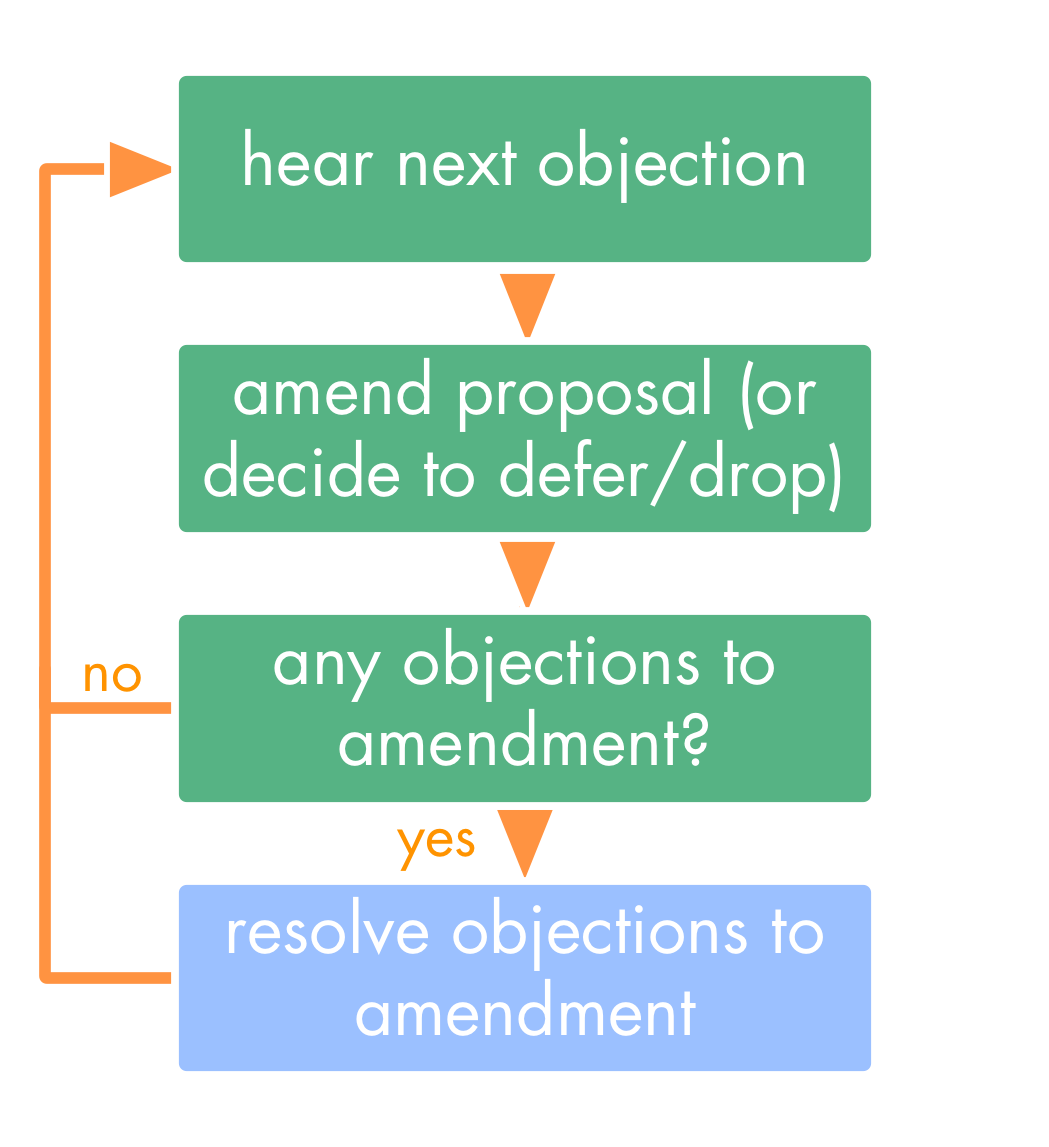 hear next objection
amend proposal (or
decide to defer/drop)
any objections to
amendment?
no
yes
resolve objections to
amendment